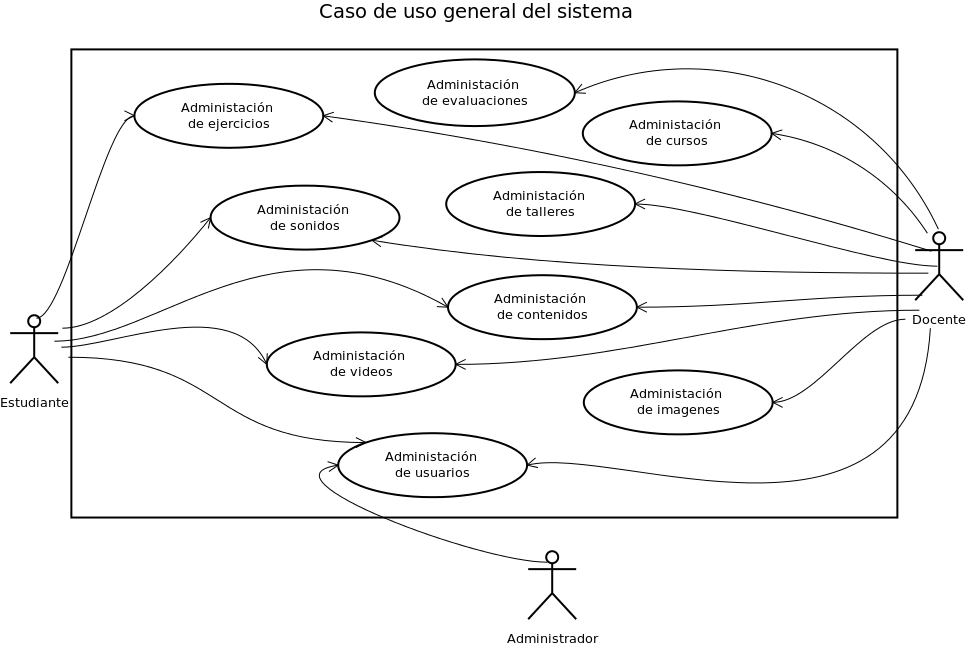 Caso de uso general del sistema
Administación
de evaluaciones
Administación
de ejercicios
Administación
de cursos
Administación
de talleres
Administación
de sonidos
Administación
de contenidos
Docente
Administación
de videos
Administación
de imagenes
Estudiante
Administación
de usuarios
Administrador